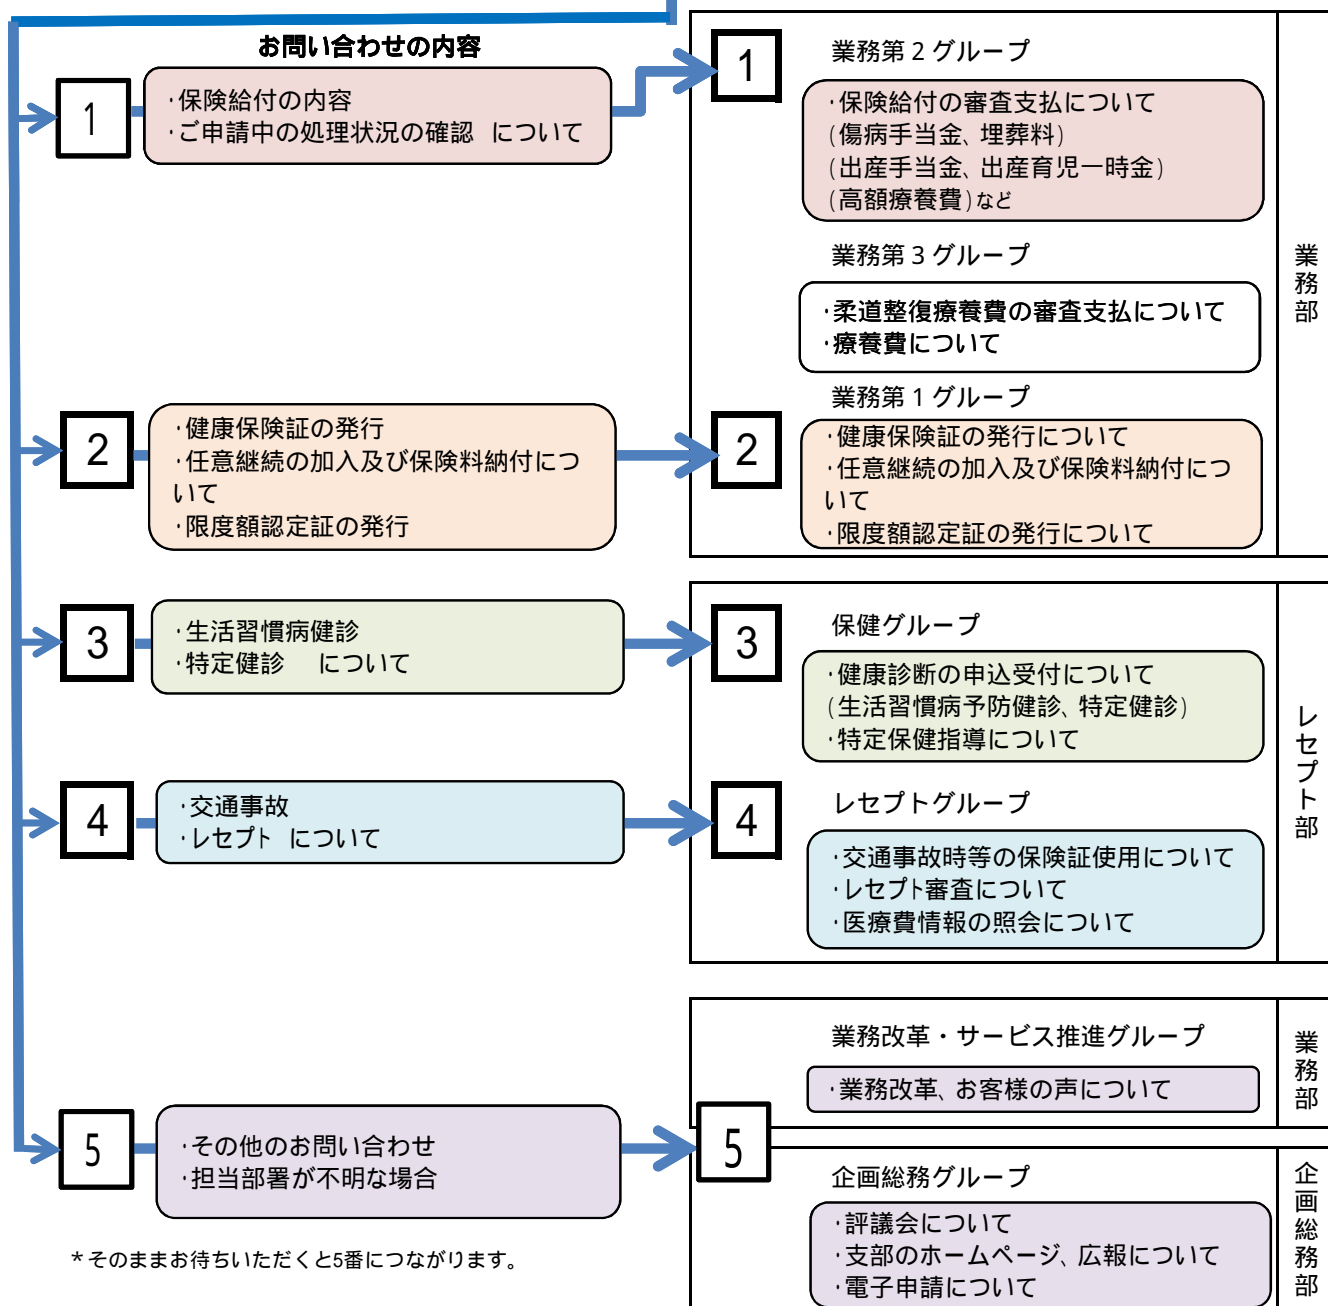 お問い合わせの内容
1
・保険給付の内容
・ご申請中の処理状況の確認 について
1
業務第２グループ
・保険給付の審査支払について
(傷病手当金、埋葬料)
(出産手当金、出産育児一時金)
(高額療養費)など
業務第３グループ
・柔道整復療養費の審査支払について
・療養費について
業務部
2
・健康保険証の発行
・任意継続の加入及び保険料納付につ
いて
・限度額認定証の発行
2
業務第１グループ
・健康保険証の発行について
・任意継続の加入及び保険料納付につ
いて
・限度額認定証の発行について
3
・生活習慣病健診
・特定健診 について
3
保健グループ
・健康診断の申込受付について
(生活習慣病予防健診、特定健診)
・特定保健指導について
レセプト部
4
・交通事故
・レセプト について
4
レセプトグループ
・交通事故時等の保険証使用について
・レセプト審査について
・医療費情報の照会について
業務改革・サービス推進グループ
・業務改革、お客様の声について
業務部
5
・その他のお問い合わせ
・担当部署が不明な場合
5
企画総務グループ
・評議会について
・支部のホームページ、広報について
・電子申請について
企画総務部
*そのままお待ちいただくと5番につながります。